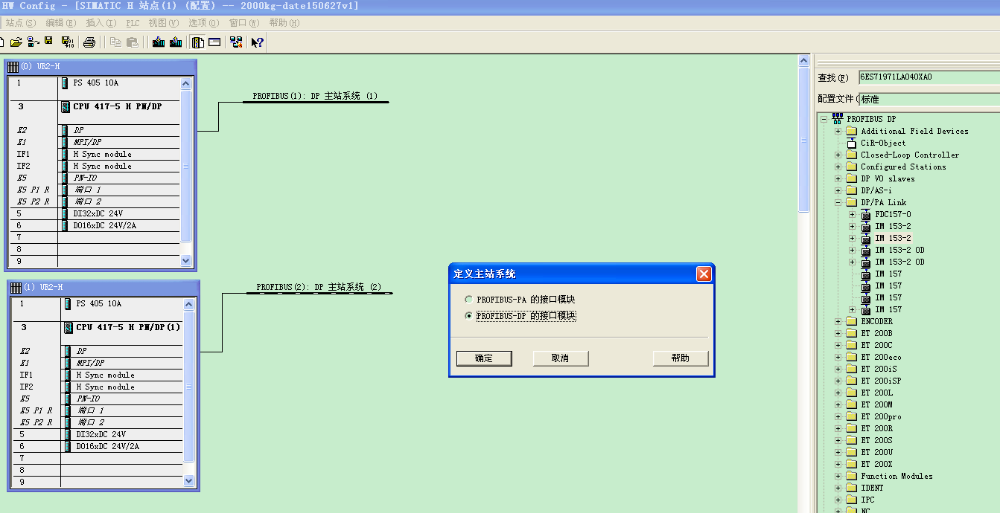 HW Config - [SIMATIC H 站点(1) (配置) -- 2000kg-date150627v1]
站点(S) 编辑(E) 插入(I) PLC 视图(V) 选项(O) 窗口(W) 帮助(H)
(0) UR2-H
1 PS 405 10A
3 CPU 417-5 H PN/DP
X2 DP
X1 MPI/DP
IF1 H Sync module
IF2 H Sync module
X5 PN-IO
X5 P1 R 端口 1
X5 P2 R 端口 2
5 DI32xDC 24V
6 DO16xDC 24V/2A
7
8
9
PROFIBUS(1): DP 主站系统 (1)
(1) UR2-H
1 PS 405 10A
3 CPU 417-5 H PN/DP(1)
X2 DP
X1 MPI/DP
IF1 H Sync module
IF2 H Sync module
X5 PN-IO
X5 P1 R 端口 1
X5 P2 R 端口 2
5 DI32xDC 24V
6 DO16xDC 24V/2A
7
8
9
PROFIBUS(2): DP 主站系统 (2)
定义主站系统
PROFIBUS-PA 的接口模块
PROFIBUS-DP 的接口模块
确定 取消 帮助
查找(F) 6ES71971LA040XA0
配置文件( 标准
PROFIBUS DP
Additional Field Devices
CiR-Object
Closed-Loop Controller
Configured Stations
DP V0 slaves
DP/AS-i
DP/PA Link
FDC157-0
IM 153-2
IM 153-2
IM 153-2 OD
IM 153-2 OD
IM 157
IM 157
IM 157
IM 157
ENCODER
ET 200B
ET 200C
ET 200eco
ET 200iS
ET 200iSP
ET 200L
ET 200M
ET 200pro
ET 200R
ET 200S
ET 200U
ET 200X
Function Modules
IDENT
IPC
NC